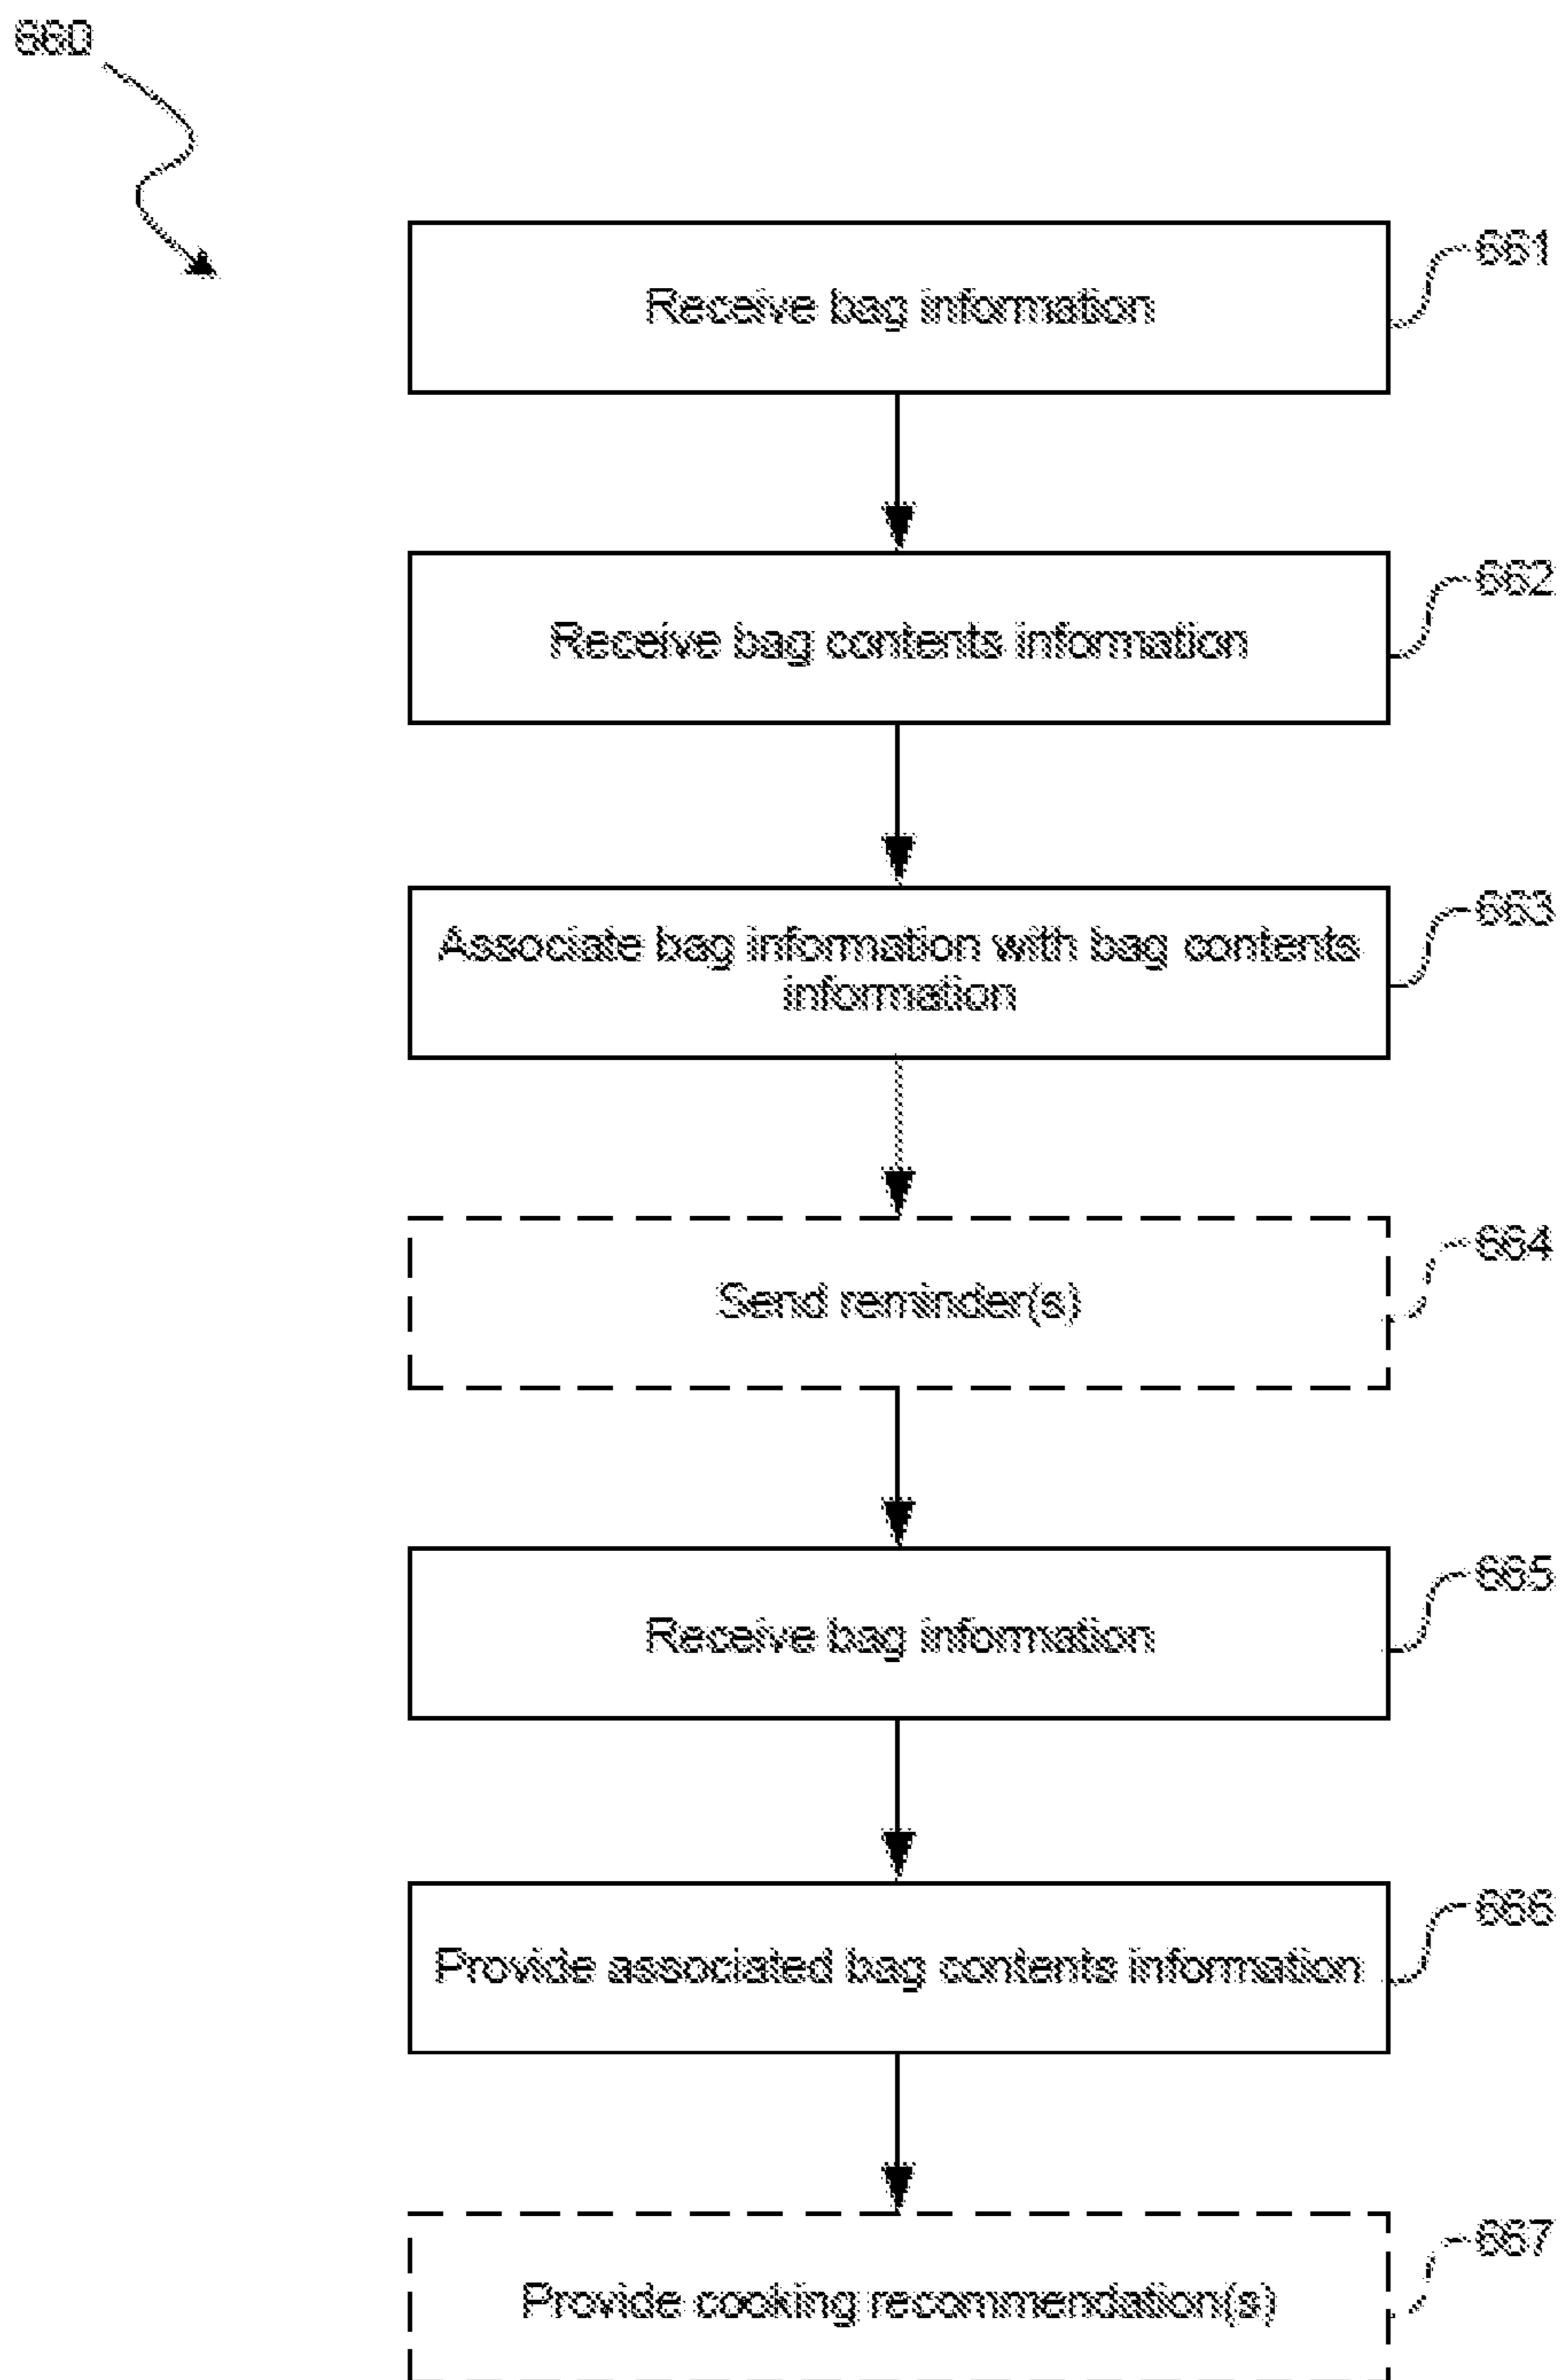 660
Receive bag information
661
Receive bag contents information
662
Associate bag information with bag contents
information
663
Send reminder(s)
664
Receive bag information
665
Provide associated bag contents information
666
Provide cooking recommendation(s)
667